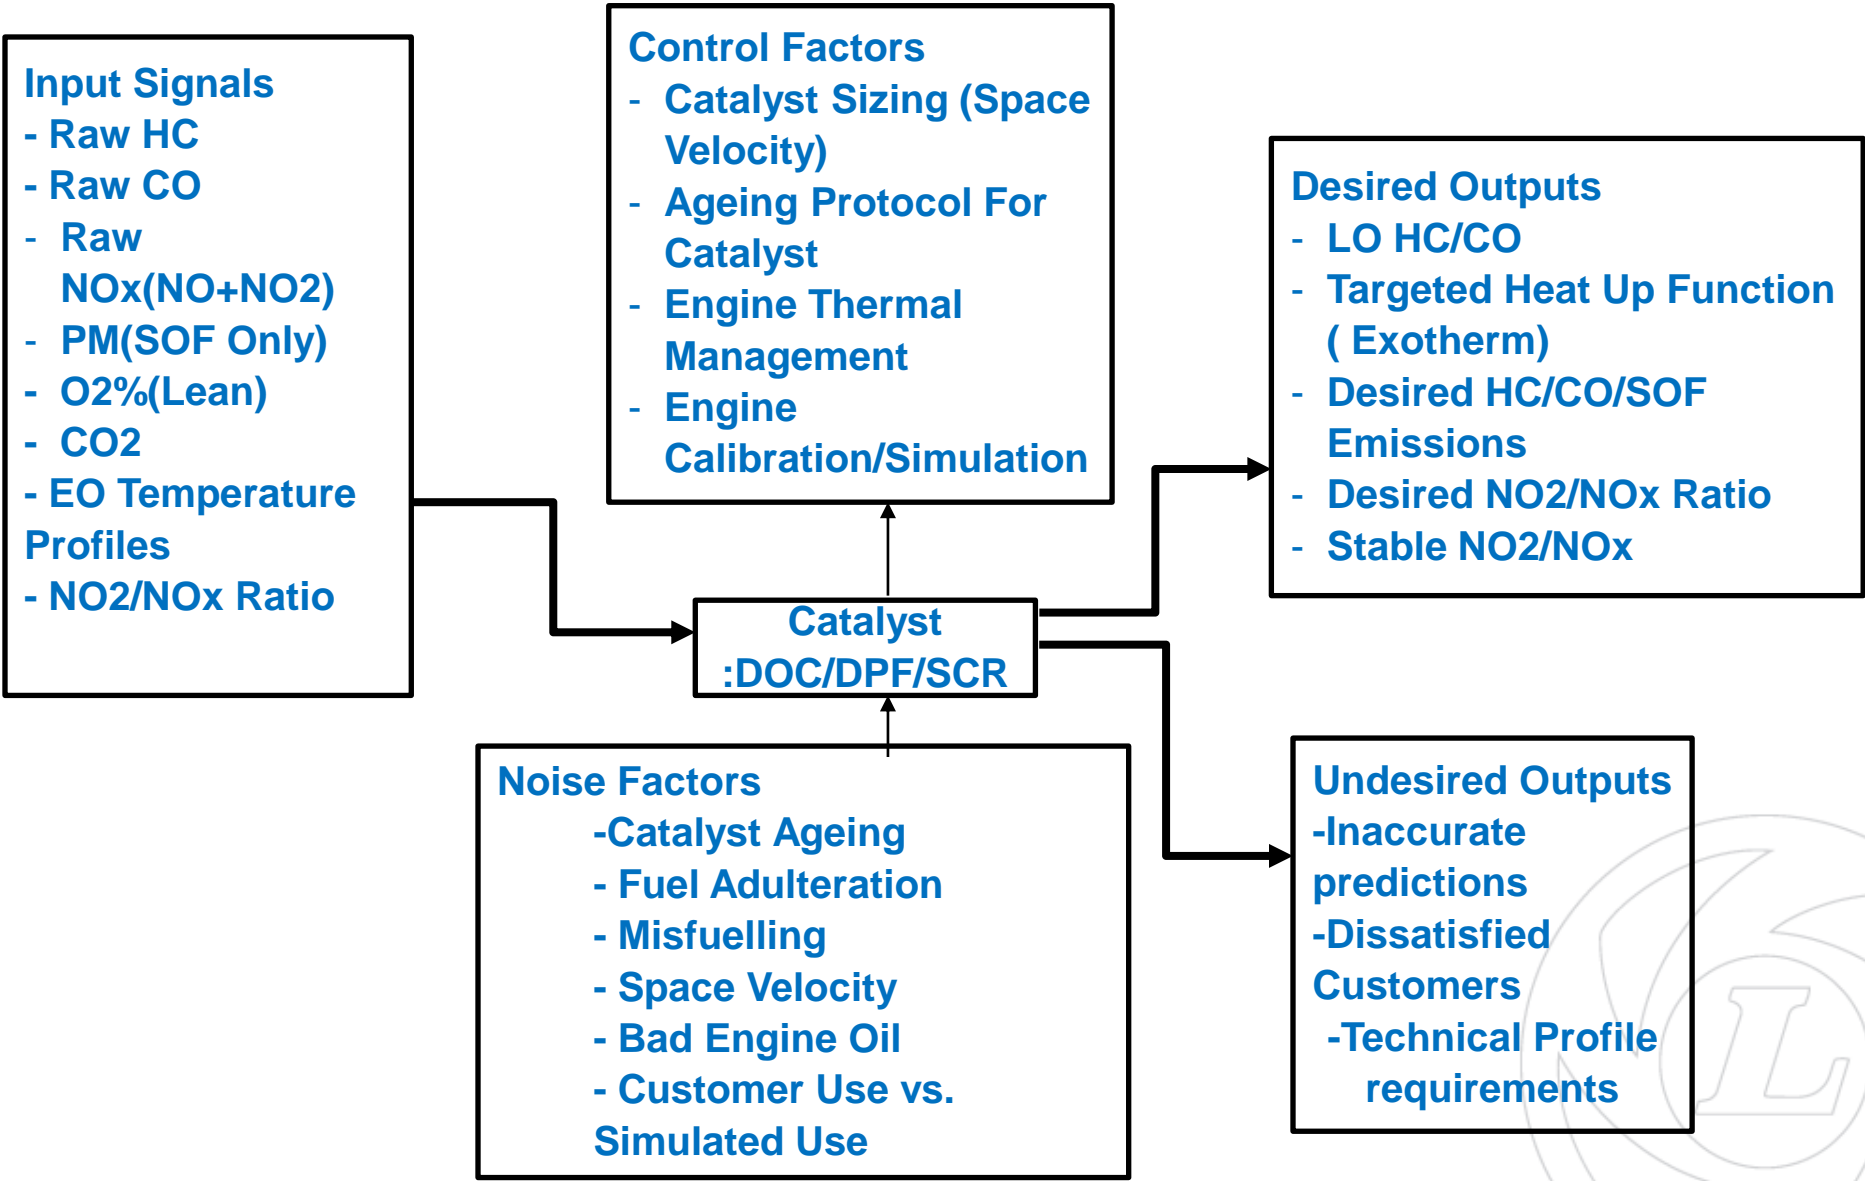 Input Signals
- Raw HC
- Raw CO
- Raw
NOx(NO+NO2)
- PM(SOF Only)
- O2%(Lean)
- CO2
- EO Temperature
Profiles
- NO2/NOx Ratio
Control Factors
- Catalyst Sizing (Space
Velocity)
- Ageing Protocol For
Catalyst
- Engine Thermal
Management
- Engine
Calibration/Simulation
Desired Outputs
- LO HC/CO
- Targeted Heat Up Function
( Exotherm)
- Desired HC/CO/SOF
Emissions
- Desired NO2/NOx Ratio
- Stable NO2/NOx
Catalyst
:DOC/DPF/SCR
Noise Factors
-Catalyst Ageing
- Fuel Adulteration
- Misfuelling
- Space Velocity
- Bad Engine Oil
- Customer Use vs.
Simulated Use
Undesired Outputs
-Inaccurate
predictions
-Dissatisfied
Customers
-Technical Profile
requirements
L